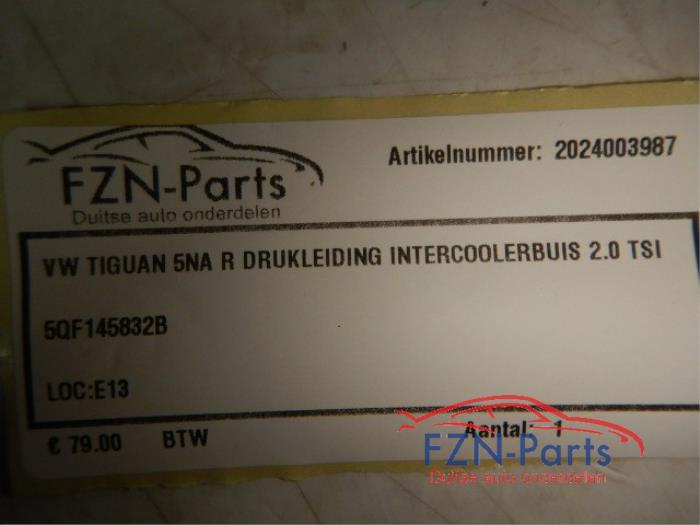 FZN-Parts
Duitse auto onderdelen
Artikelnummer: 2024003987
VW TIGUAN 5NA R DRUKLEIDING INTERCOOLERBUIS 2.0 TSI
5QF145832B
LOC:E13
€ 79.00 BTW
Aantal: 1
FZN-Parts
Duitse auto onderdelen